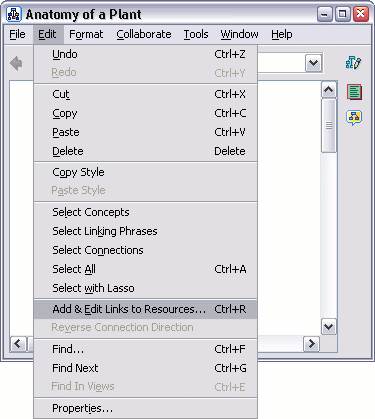 Anatomy of a Plant
File Edit Format Collaborate Tools Window Help
Undo Ctrl+Z
Redo Ctrl+Y
Cut Ctrl+X
Copy Ctrl+C
Paste Ctrl+V
Delete Delete
Copy Style
Paste Style
Select Concepts
Select Linking Phrases
Select Connections
Select All Ctrl+A
Select with Lasso
Add & Edit Links to Resources... Ctrl+R
Reverse Connection Direction
Find... Ctrl+F
Find Next Ctrl+G
Find In Views Ctrl+E
Properties...